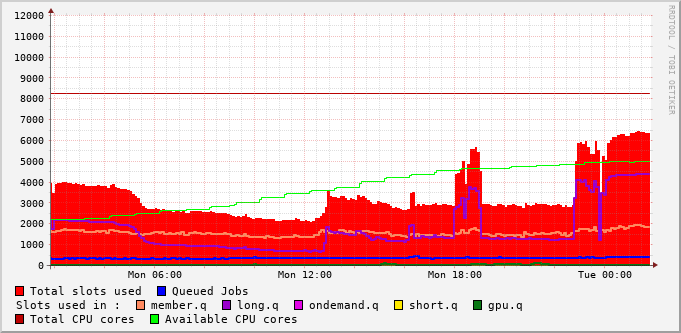 12000
11000
10000
9000
8000
7000
6000
5000
4000
3000
2000
1000
0
Mon 06:00 Mon 12:00 Mon 18:00 Tue 00:00
Total slots used Queued Jobs
Slots used in : member.q long.q ondemand.q short.q gpu.q
Total CPU cores Available CPU cores
RRDTOOL / TOBI OETIKER